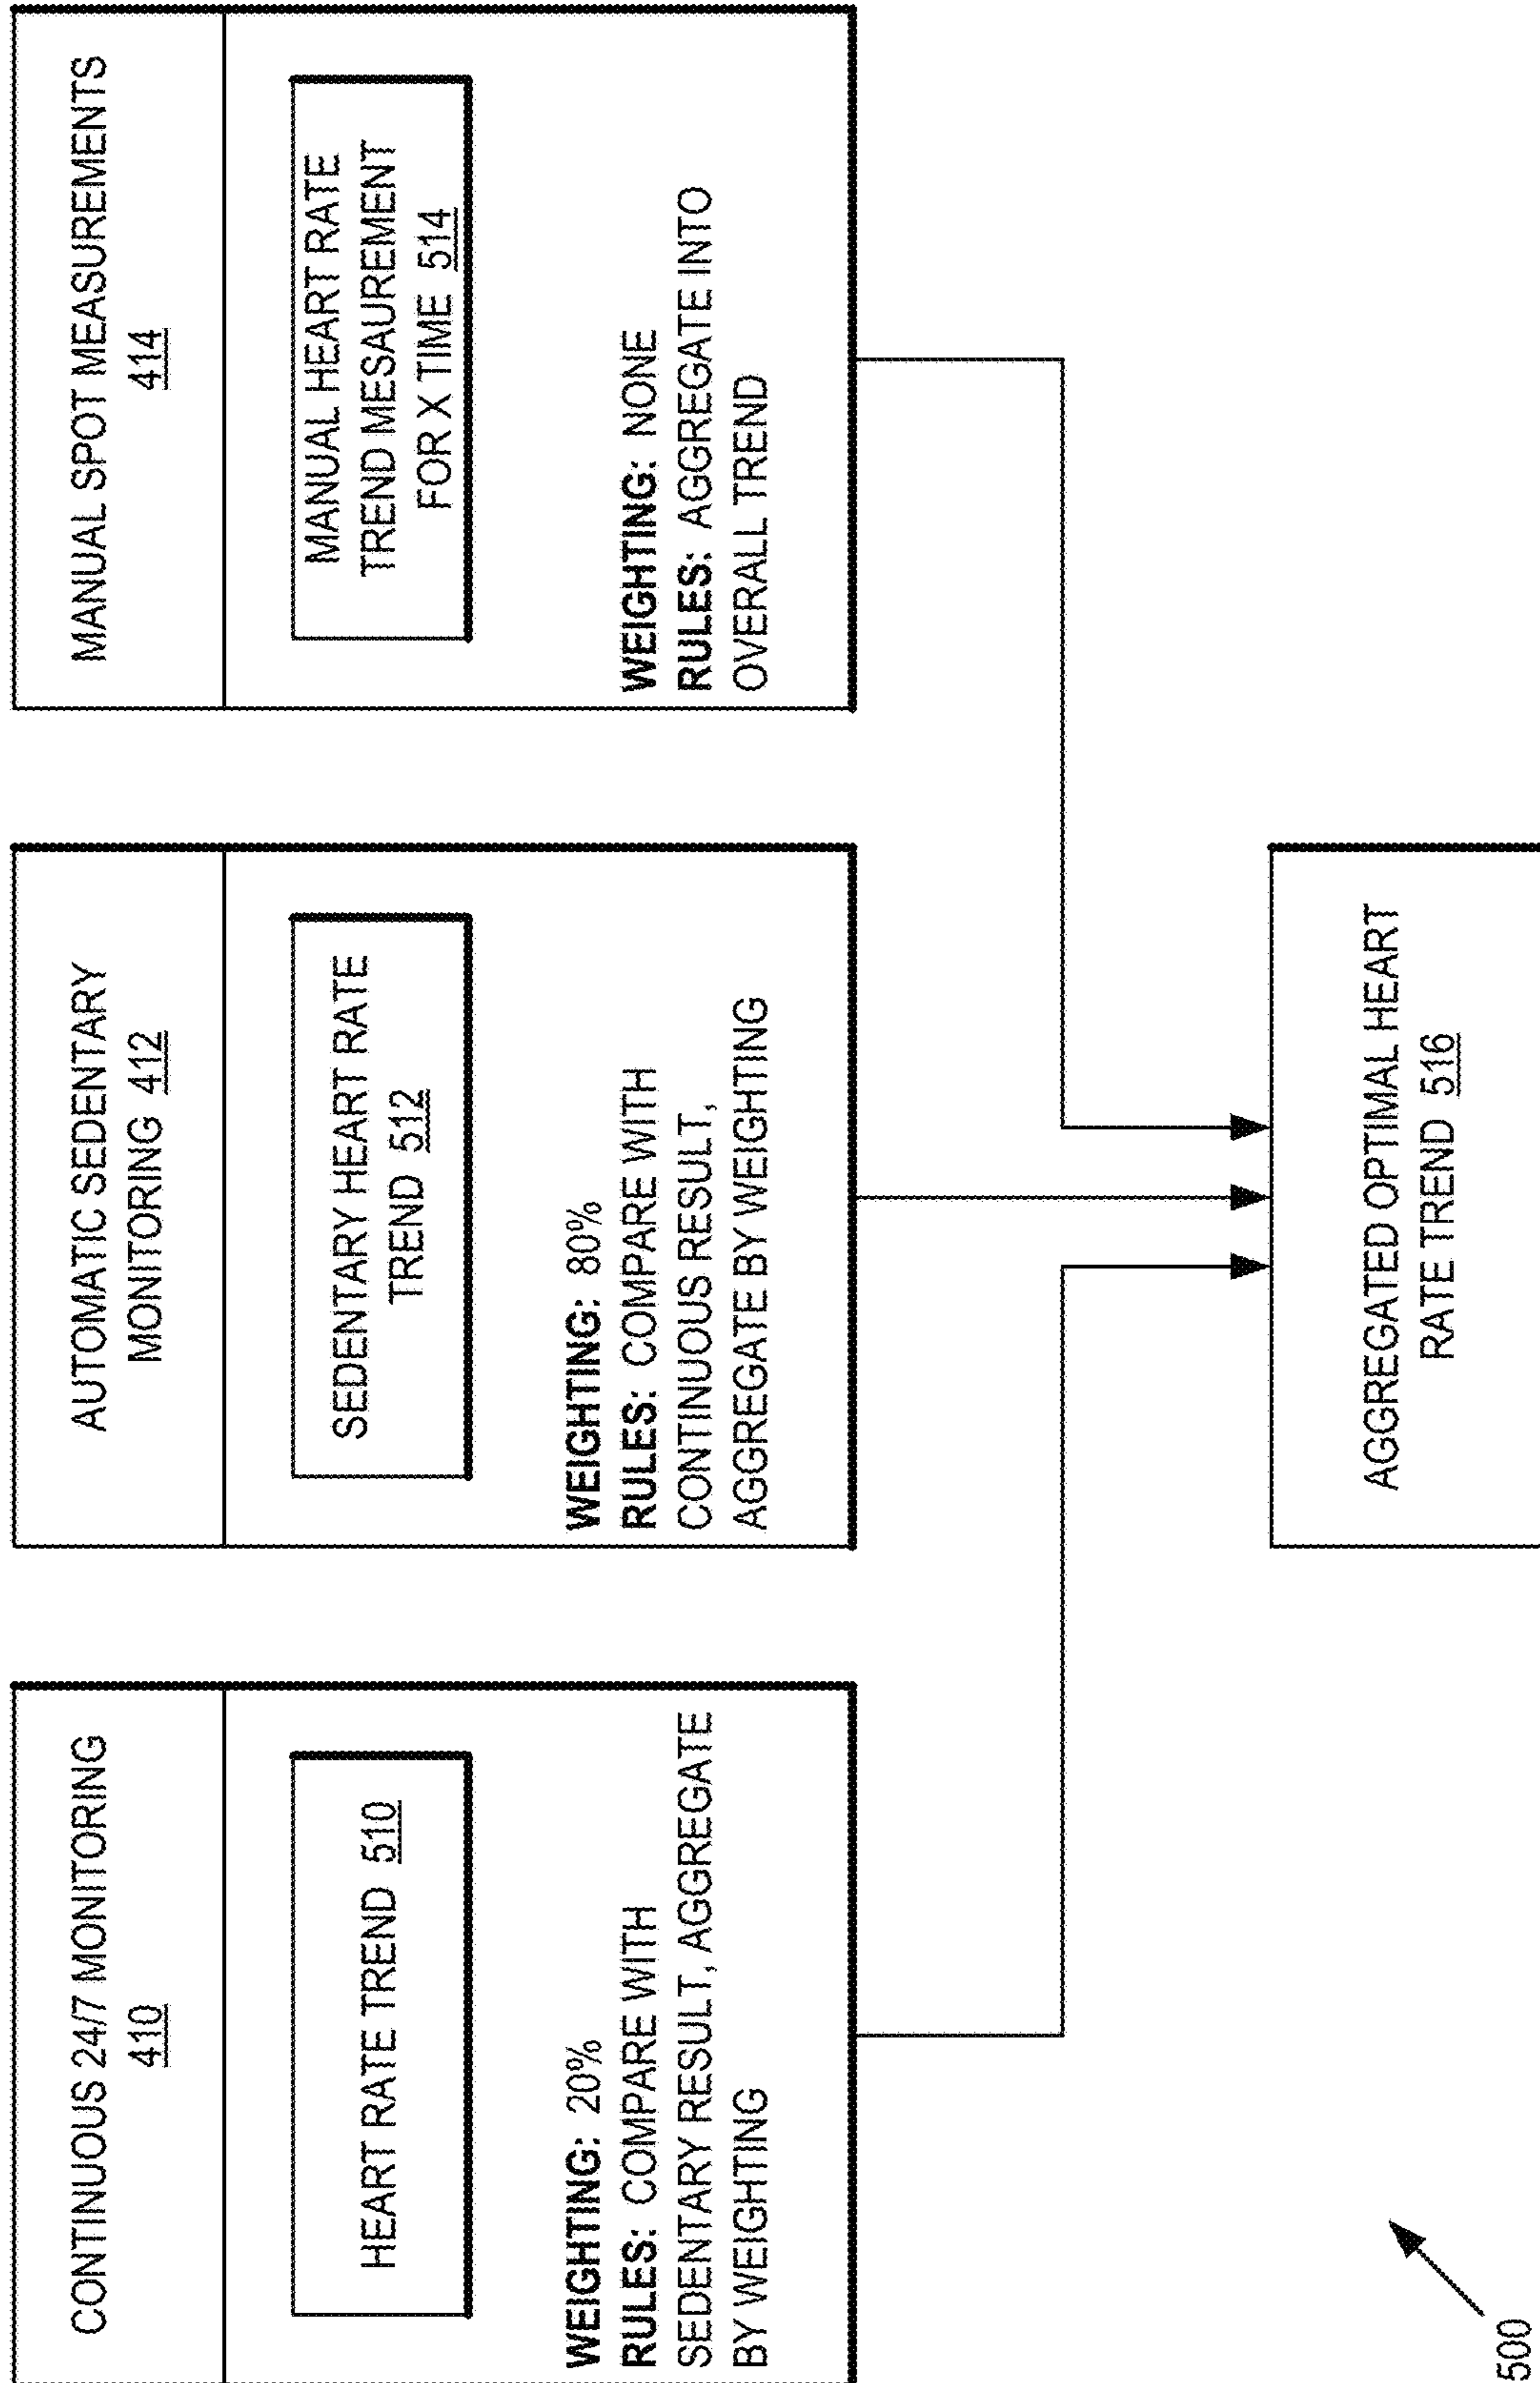 CONTINUOUS 24/7 MONITORING
410
HEART RATE TREND 510
WEIGHTING: 20%
RULES: COMPARE WITH
SEDENTARY RESULT, AGGREGATE
BY WEIGHTING
AUTOMATIC SEDENTARY
MONITORING 412
SEDENTARY HEART RATE
TREND 512
WEIGHTING: 80%
RULES: COMPARE WITH
CONTINUOUS RESULT,
AGGREGATE BY WEIGHTING
MANUAL SPOT MEASUREMENTS
414
MANUAL HEART RATE
TREND MESAUREMENT
FOR X TIME 514
WEIGHTING: NONE
RULES: AGGREGATE INTO
OVERALL TREND
AGGREGATED OPTIMAL HEART
RATE TREND 516
500